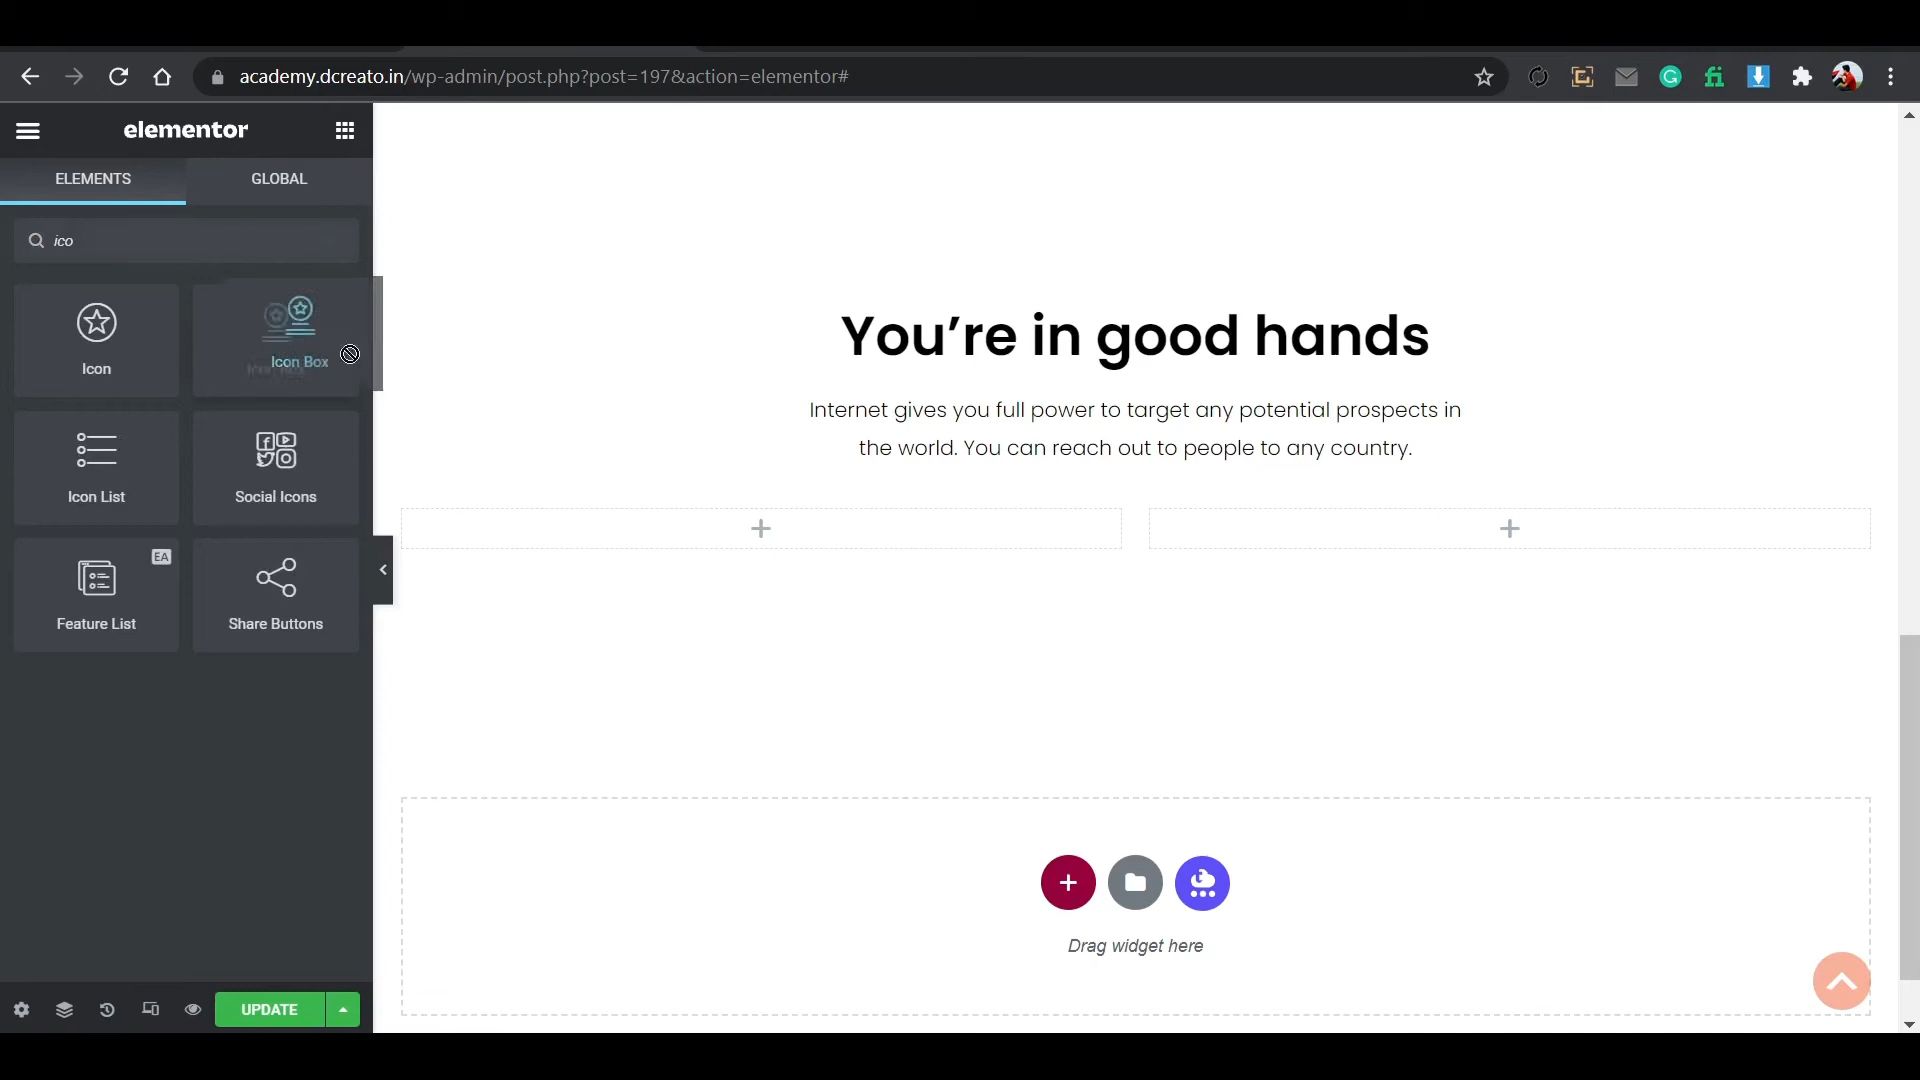 academy.dcreato.in/wp-admin/post.php?post=197&action=elementor#
elementor
ELEMENTS
GLOBAL
ico
Icon
Icon Box
Icon List
Social Icons
EA
Feature List
Share Buttons
UPDATE
You’re in good hands
Internet gives you full power to target any potential prospects in
the world. You can reach out to people to any country.
Drag widget here